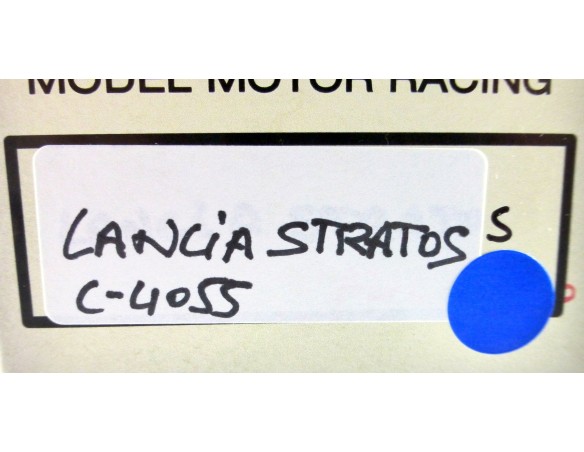 MODEL MOTOR RACING
LANCIA STRATOS S
C-4055